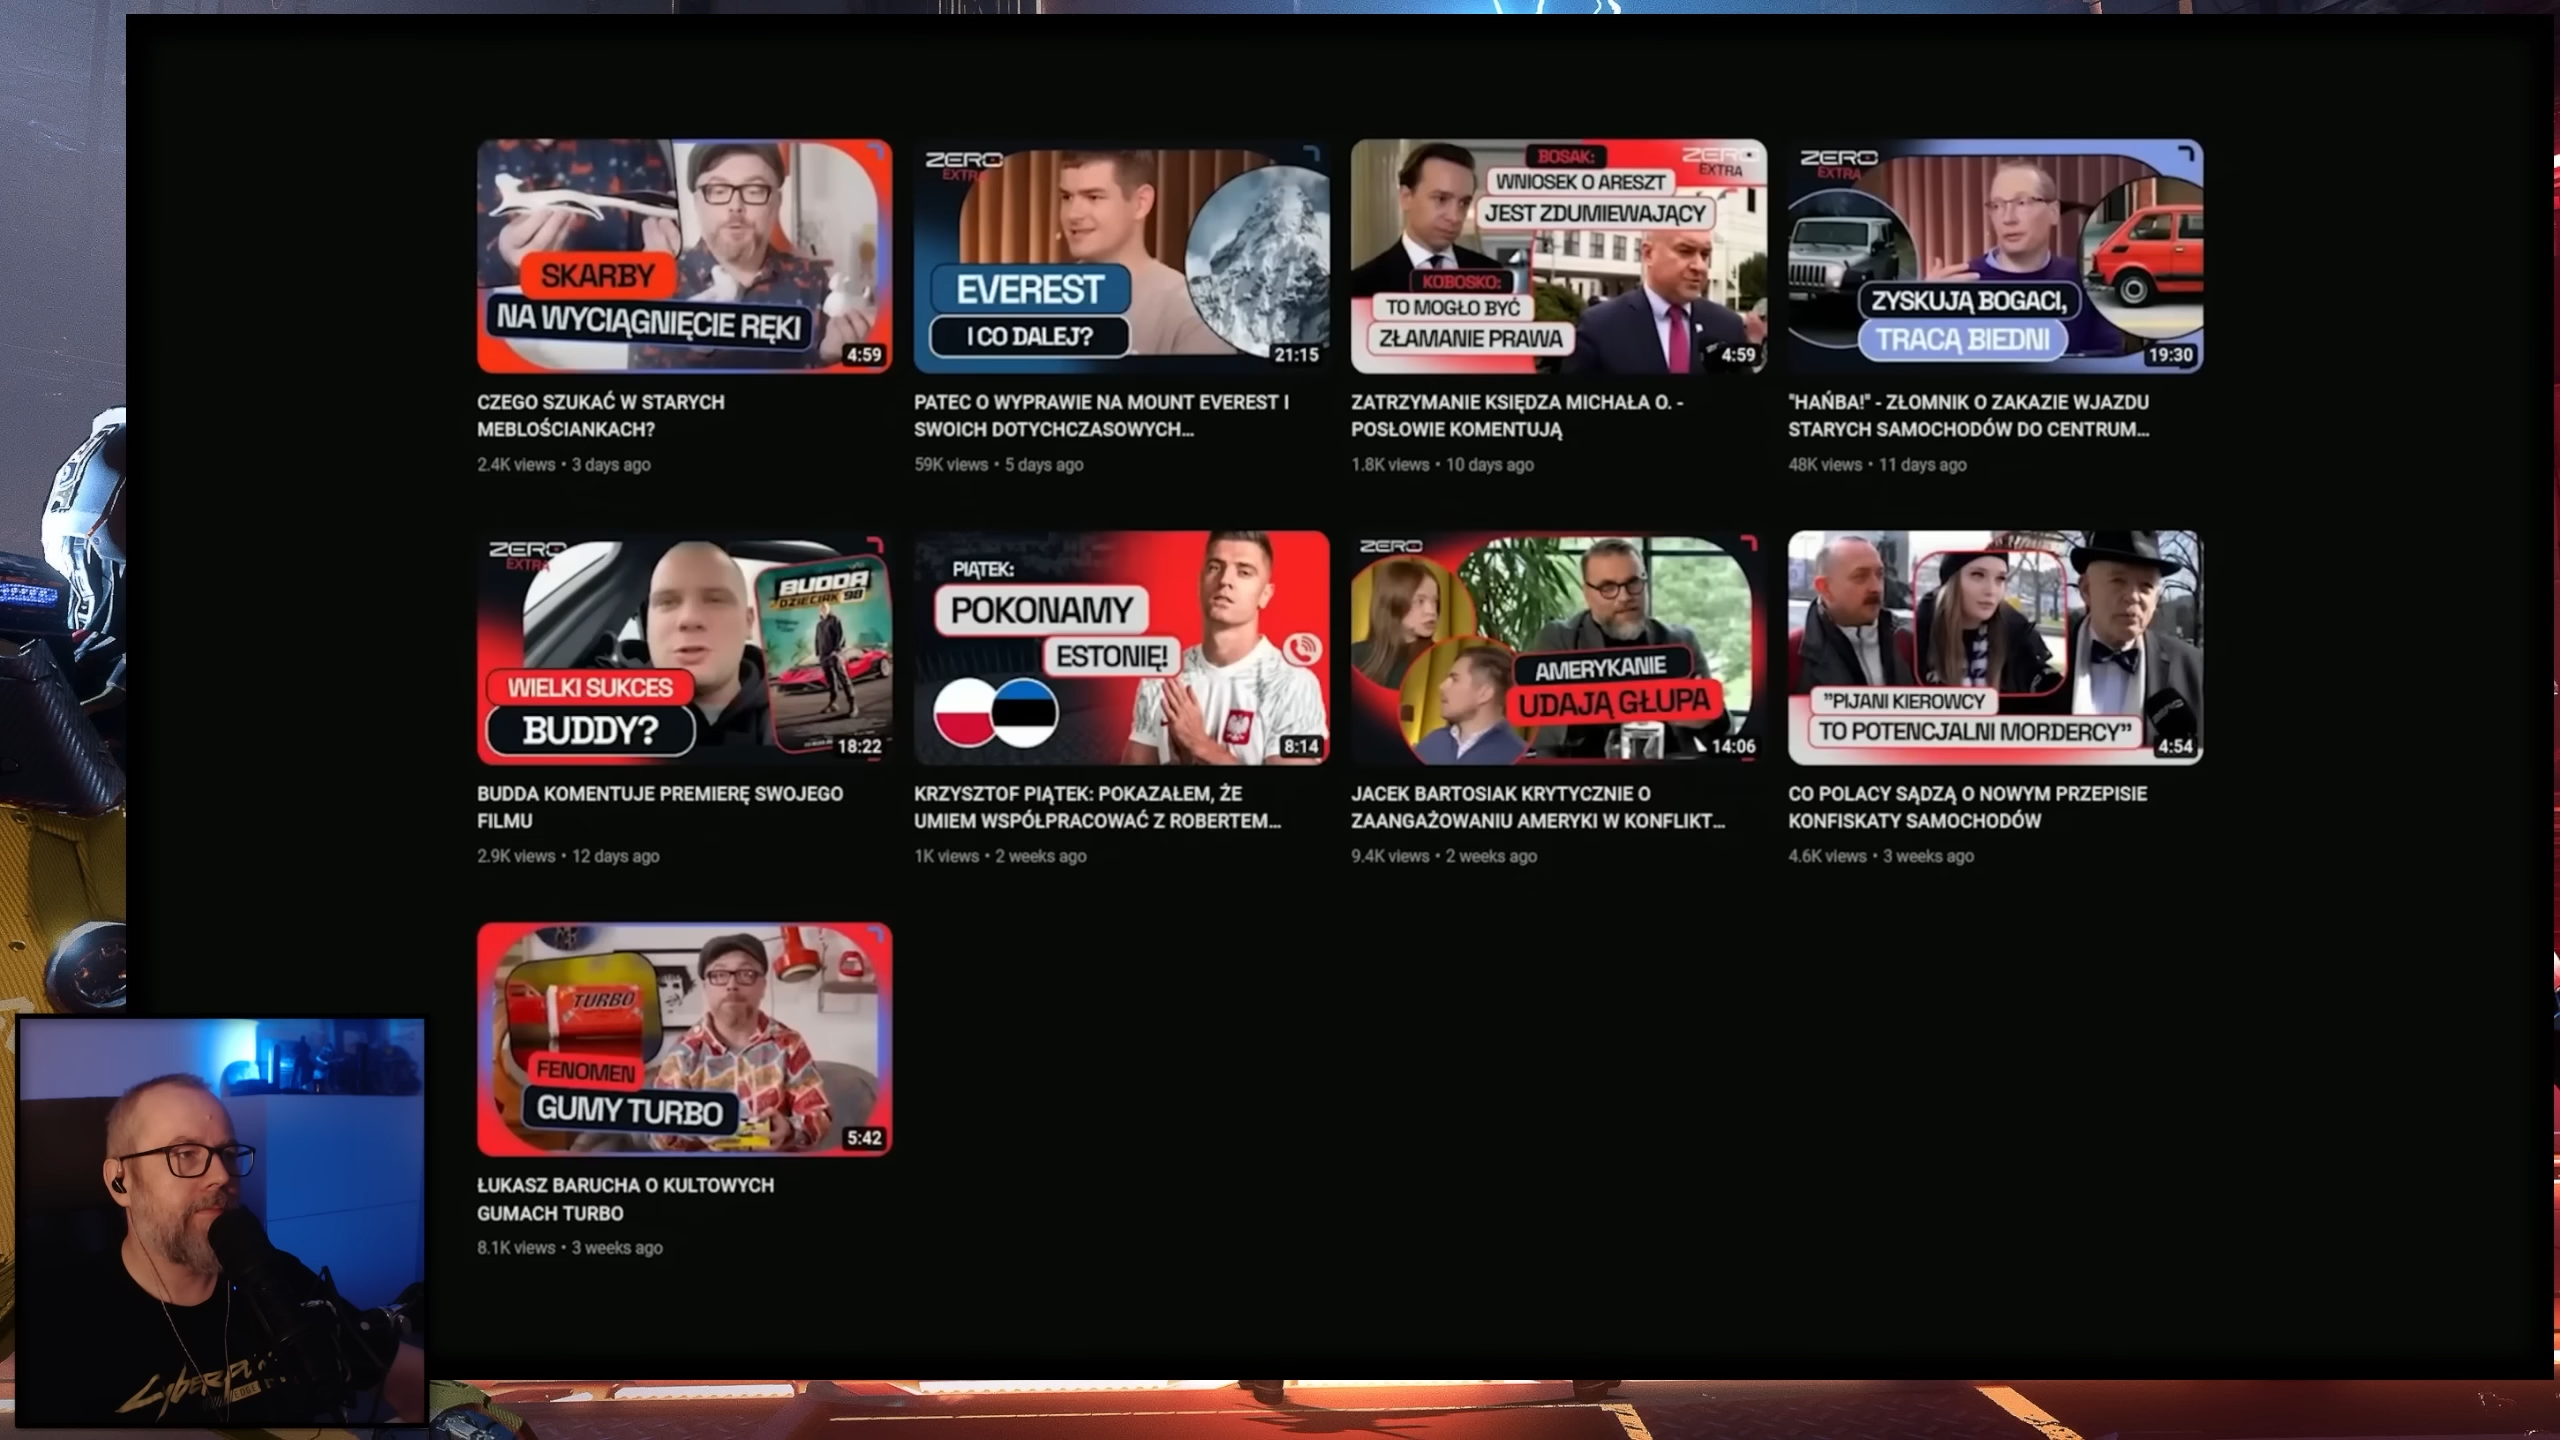 SKARBY
NA WYCIĄGNIĘCIE RĘKI
4:59
CZEGO SZUKAĆ W STARYCH
MEBLOŚCIANKACH?
2.4K views • 3 days ago
ZERO
EXTRA
EVEREST
I CO DALEJ?
21:15
PATEC O WYPRAWIE NA MOUNT EVEREST I
SWOICH DOTYCHCZASOWYCH...
59K views • 5 days ago
BOSAK:
WNIOSEK O ARESZT
JEST ZDUMIEWAJĄCY
ZERO
EXTRA
KOBOSKO:
TO MOGŁO BYĆ
ZŁAMANIE PRAWA
4:59
ZATRZYMANIE KSIĘDZA MICHAŁA O. -
POSŁOWIE KOMENTUJĄ
1.8K views • 10 days ago
ZERO
EXTRA
ZYSKUJĄ BOGACI,
TRACĄ BIEDNI
19:30
"HAŃBA!" - ZŁOMNIK O ZAKAZIE WJAZDU
STARYCH SAMOCHODÓW DO CENTRUM...
48K views • 11 days ago
ZERO
EXTRA
BUDDA
DZIECIAK '98
WIELKI SUKCES
BUDDY?
18:22
BUDDA KOMENTUJE PREMIERĘ SWOJEGO
FILMU
2.9K views • 12 days ago
PIĄTEK:
POKONAMY
ESTONIĘ!
8:14
KRZYSZTOF PIĄTEK: POKAZAŁEM, ŻE
UMIEM WSPÓŁPRACOWAĆ Z ROBERTEM...
1K views • 2 weeks ago
ZERO
AMERYKANIE
UDAJĄ GŁUPA
14:06
JACEK BARTOSIAK KRYTYCZNIE O
ZAANGAŻOWANIU AMERYKI W KONFLIKT...
9.4K views • 2 weeks ago
"PIJANI KIEROWCY
TO POTENCJALNI MORDERCY"
4:54
CO POLACY SĄDZĄ O NOWYM PRZEPISIE
KONFISKATY SAMOCHODÓW
4.6K views • 3 weeks ago
TURBO
FENOMEN
GUMY TURBO
5:42
ŁUKASZ BARUCHA O KULTOWYCH
GUMACH TURBO
8.1K views • 3 weeks ago